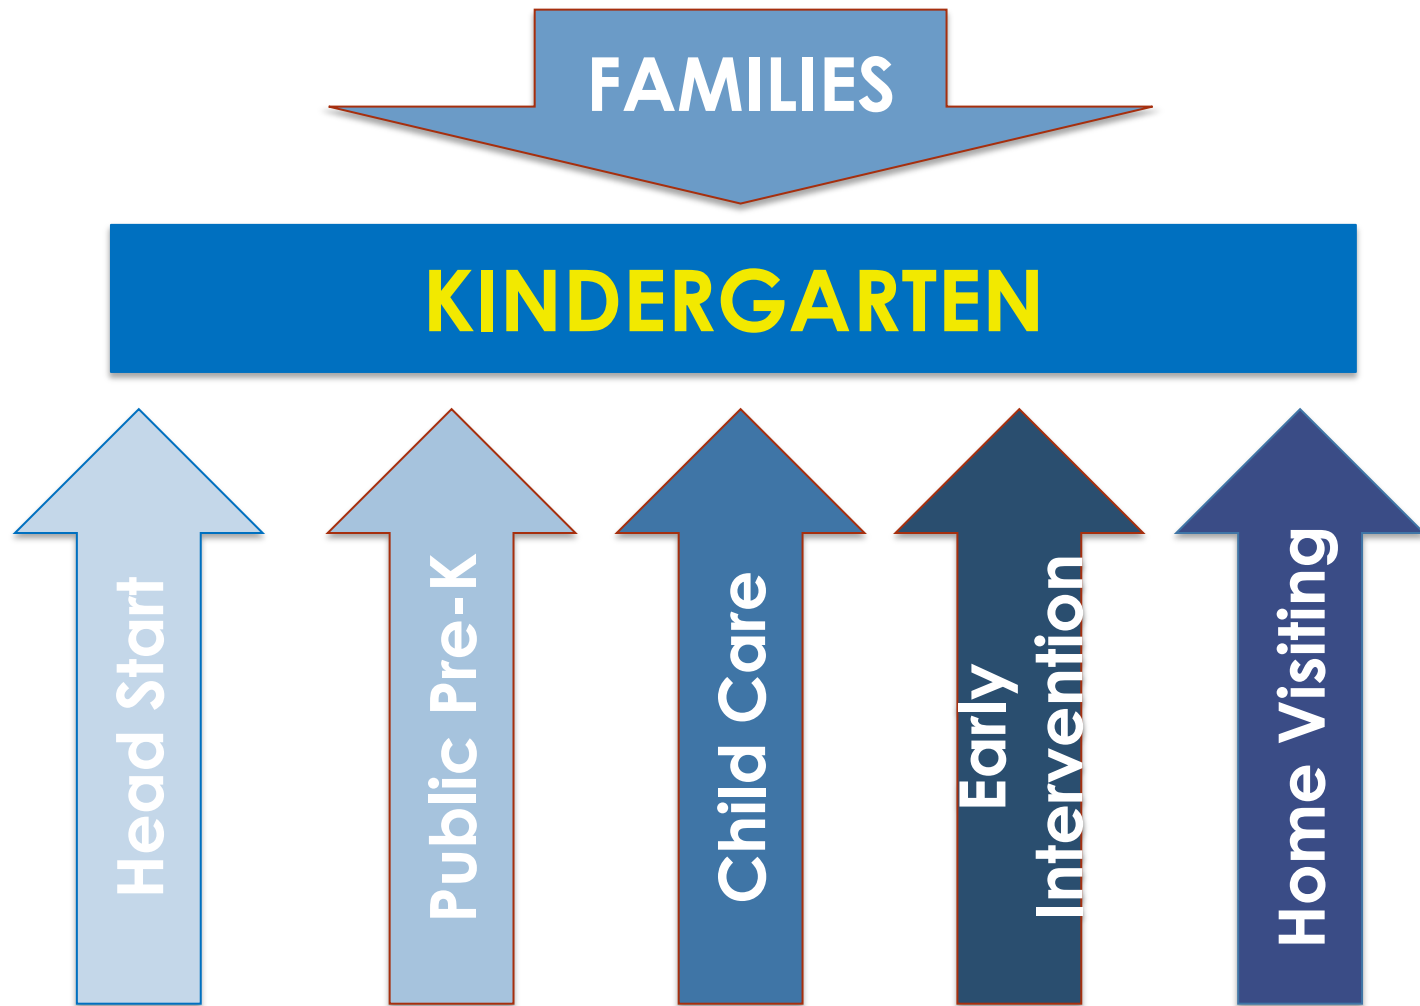 FAMILIES
KINDERGARTEN
Head Start
Public Pre-K
Child Care
Early
Intervention
Home Visiting